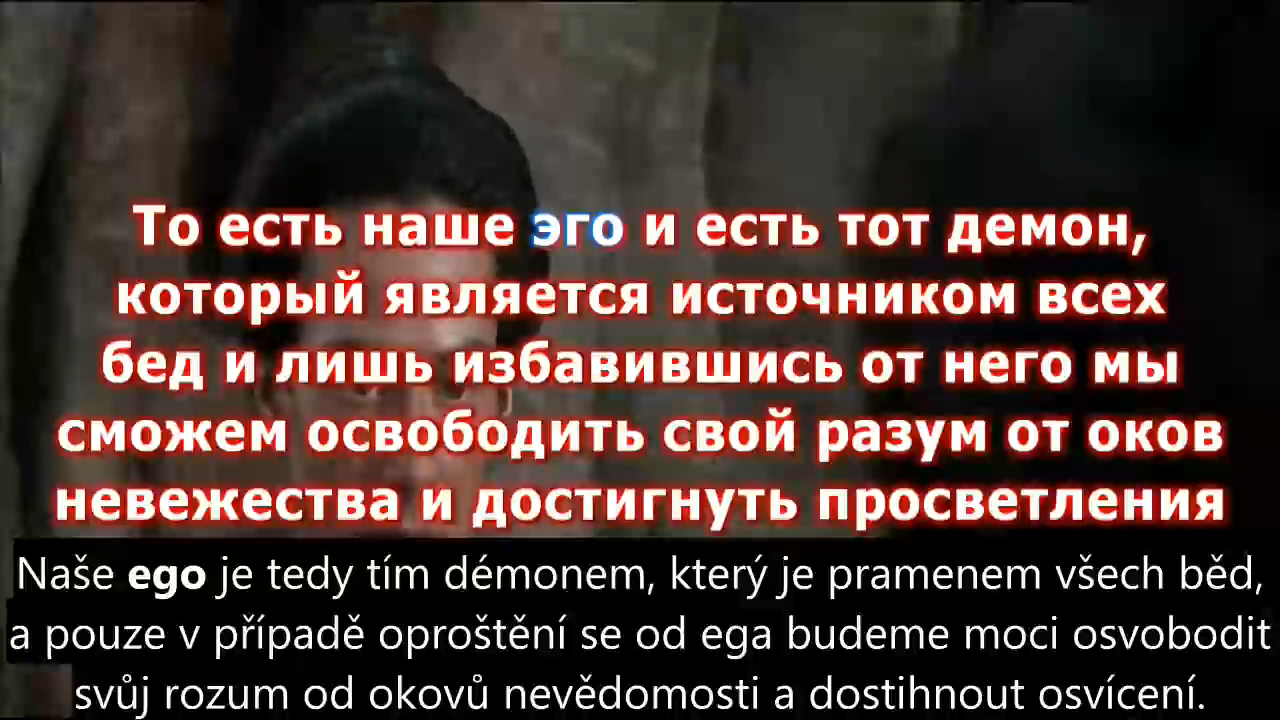 То есть наше эго и есть тот демон,
который является источником всех
бед и лишь избавившись от него мы
сможем освободить свой разум от оков
невежества и достигнуть просветления
Naše ego je tedy tím démonem, který je pramenem všech běd,
a pouze v případě oproštění se od ega budeme moci osvobodit
svůj rozum od okovů nevědomosti a dostihnout osvícení.